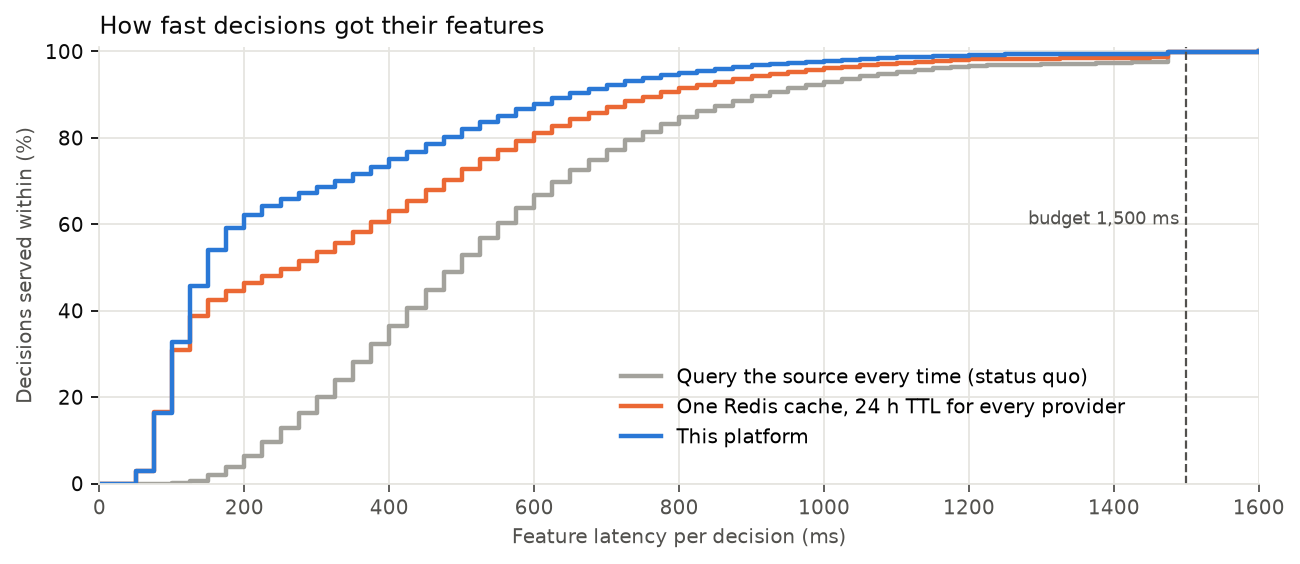 How fast decisions got their features
Decisions served within (%)
100
80
60
40
20
0
budget 1,500 ms
Query the source every time (status quo)
One Redis cache, 24 h TTL for every provider
This platform
0 200 400 600 800 1000 1200 1400 1600
Feature latency per decision (ms)